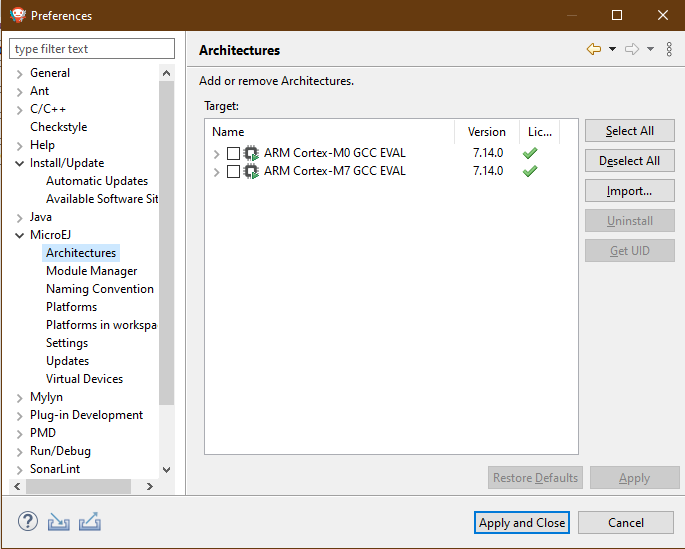 Preferences
type filter text
General
Ant
C/C++
Checkstyle
Help
Install/Update
Automatic Updates
Available Software Sit
Java
MicroEJ
Architectures
Module Manager
Naming Convention
Platforms
Platforms in workspa
Settings
Updates
Virtual Devices
Mylyn
Plug-in Development
PMD
Run/Debug
SonarLint
Architectures
Add or remove Architectures.
Target:
Name Version Lic...
ARM Cortex-M0 GCC EVAL 7.14.0
ARM Cortex-M7 GCC EVAL 7.14.0
Select All
Deselect All
Import...
Uninstall
Get UID
Restore Defaults Apply
Apply and Close Cancel